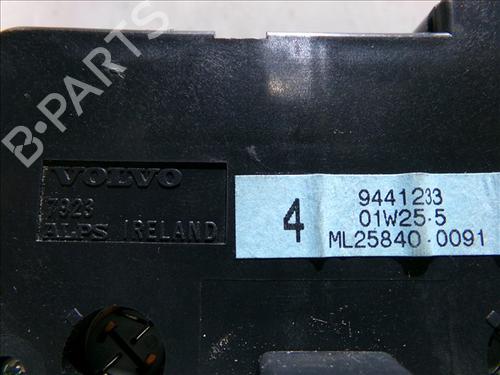 B-PARTS
VOLVO
7923
ALPS IRELAND
4
9441233
01W25.5
ML25840.0091